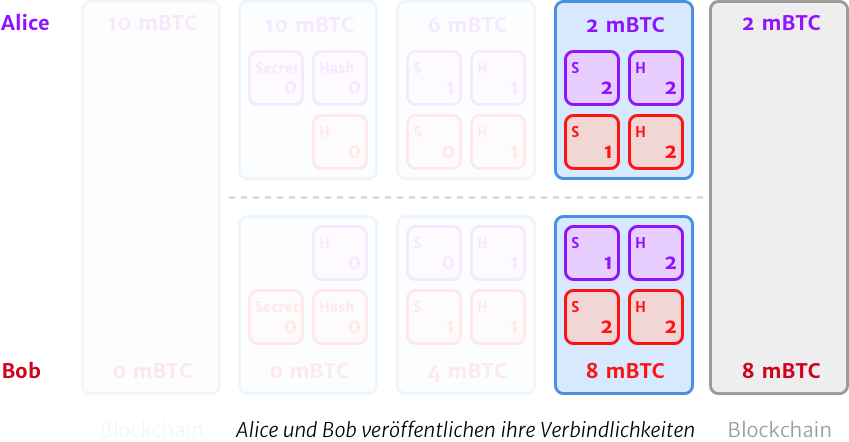 Alice 10 mBTC 10 mBTC 6 mBTC 2 mBTC 2 mBTC
Secret 0 Hash 0 S 1 H 1 S 2 H 2
H 0 S 0 H 1 S 1 H 2
H 0 S 0 H 1 S 1 H 2
Secret 0 Hash 0 S 1 H 1 S 2 H 2
Bob 0 mBTC 0 mBTC 4 mBTC 8 mBTC 8 mBTC
Blockchain Alice und Bob veröffentlichen ihre Verbindlichkeiten Blockchain